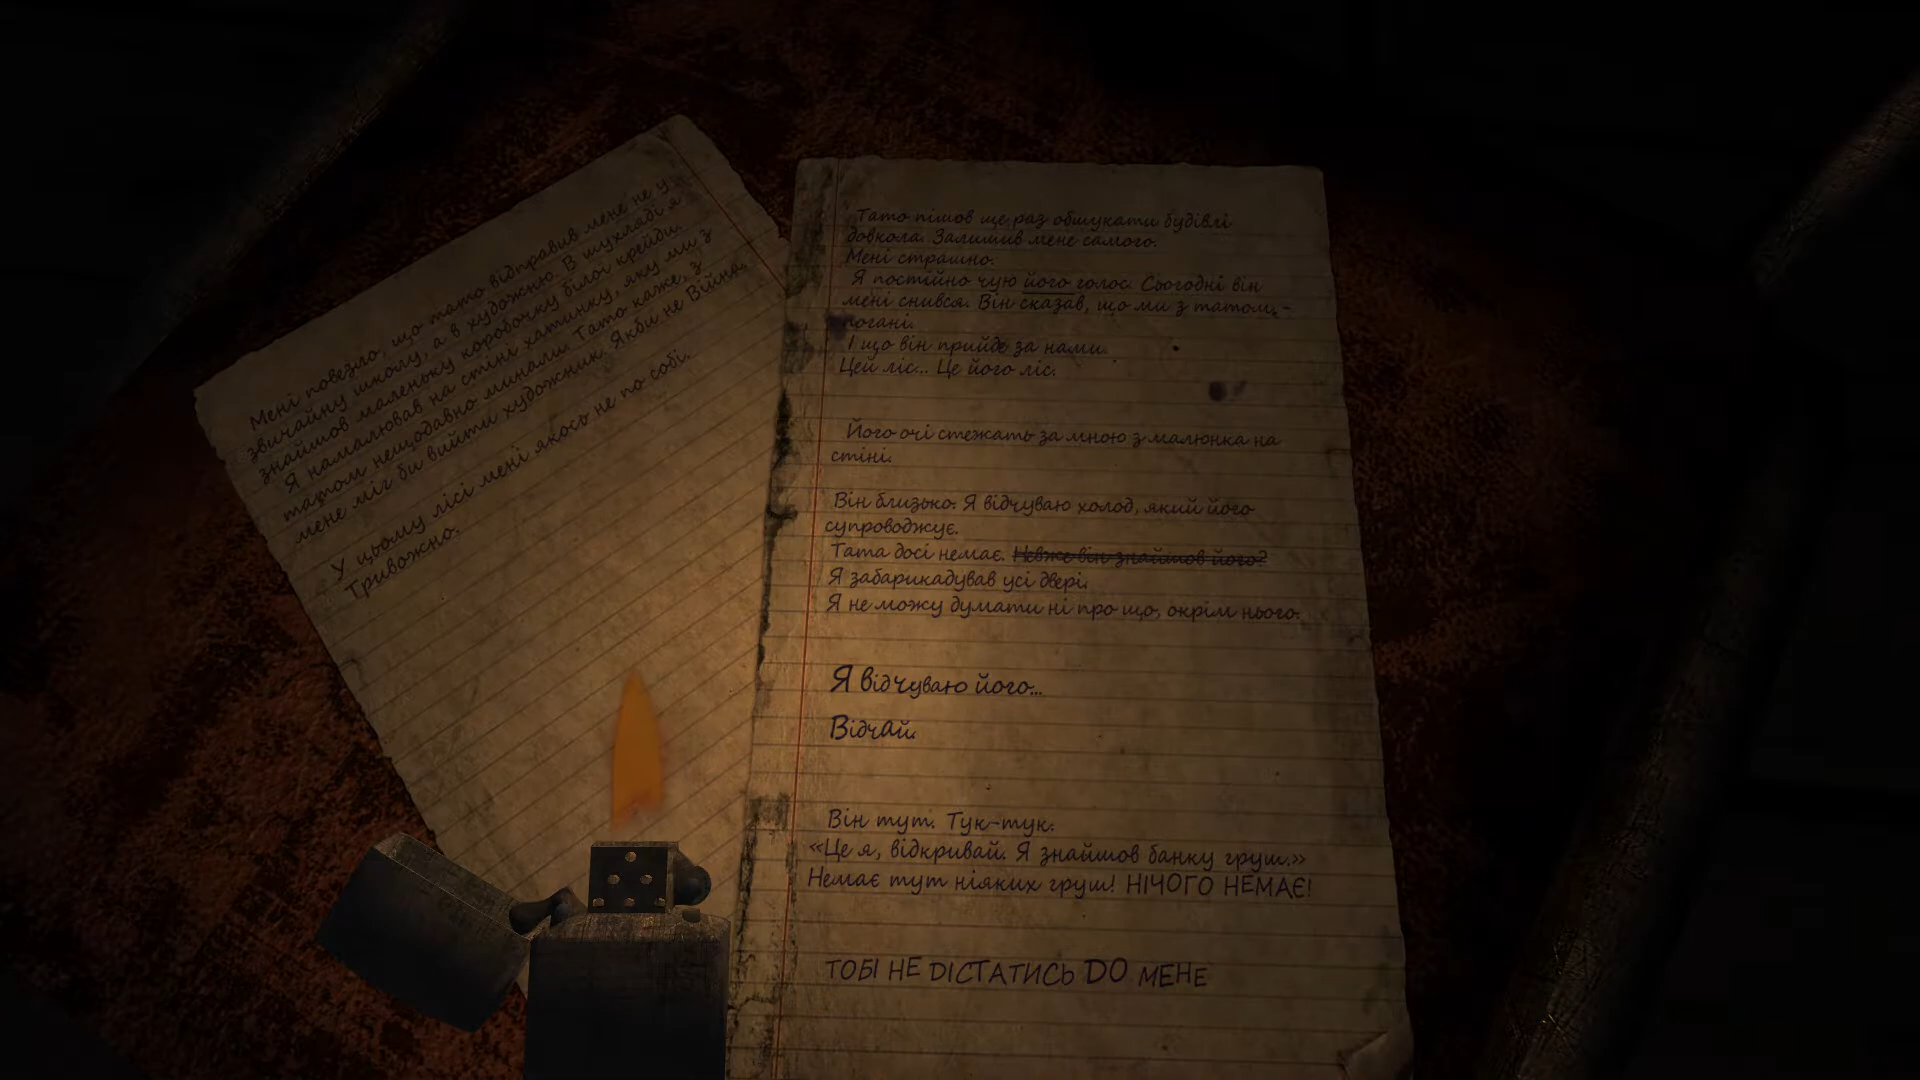 Мені повезло, що тато відправив мене не у
звичайну школу, а в художню. В шухляді я
знайшов маленьку коробочку білої крейди.
Я намалював на стіні хатинку, яку ми з
татом нещодавно минали. Тато каже, з
мене міг би вийти художник. Якби не Війна.
У цьому лісі мені якось не по собі.
Тривожно.
Тато пішов ще раз обшукати будівлі
довкола. Залишив мене самого.
Мені страшно.
Я постійно чую його голос. Сьогодні він
мені снився. Він сказав, що ми з татом -
погані.
І що він прийде за нами.
Цей ліс... Це його ліс.
Його очі стежать за мною з малюнка на
стіні.
Він близько. Я відчуваю холод, який його
супроводжує.
Тата досі немає. Невже він знайшов його?
Я забарикадував усі двері.
Я не можу думати ні про що, окрім нього.
Я відчуваю його...
Відчай.
Він тут. Тук-тук.
«Це я, відкривай. Я знайшов банку груш.»
Немає тут ніяких груш! НІЧОГО НЕМАЄ!
ТОБІ НЕ ДІСТАТИСЬ DО МЕНЕ